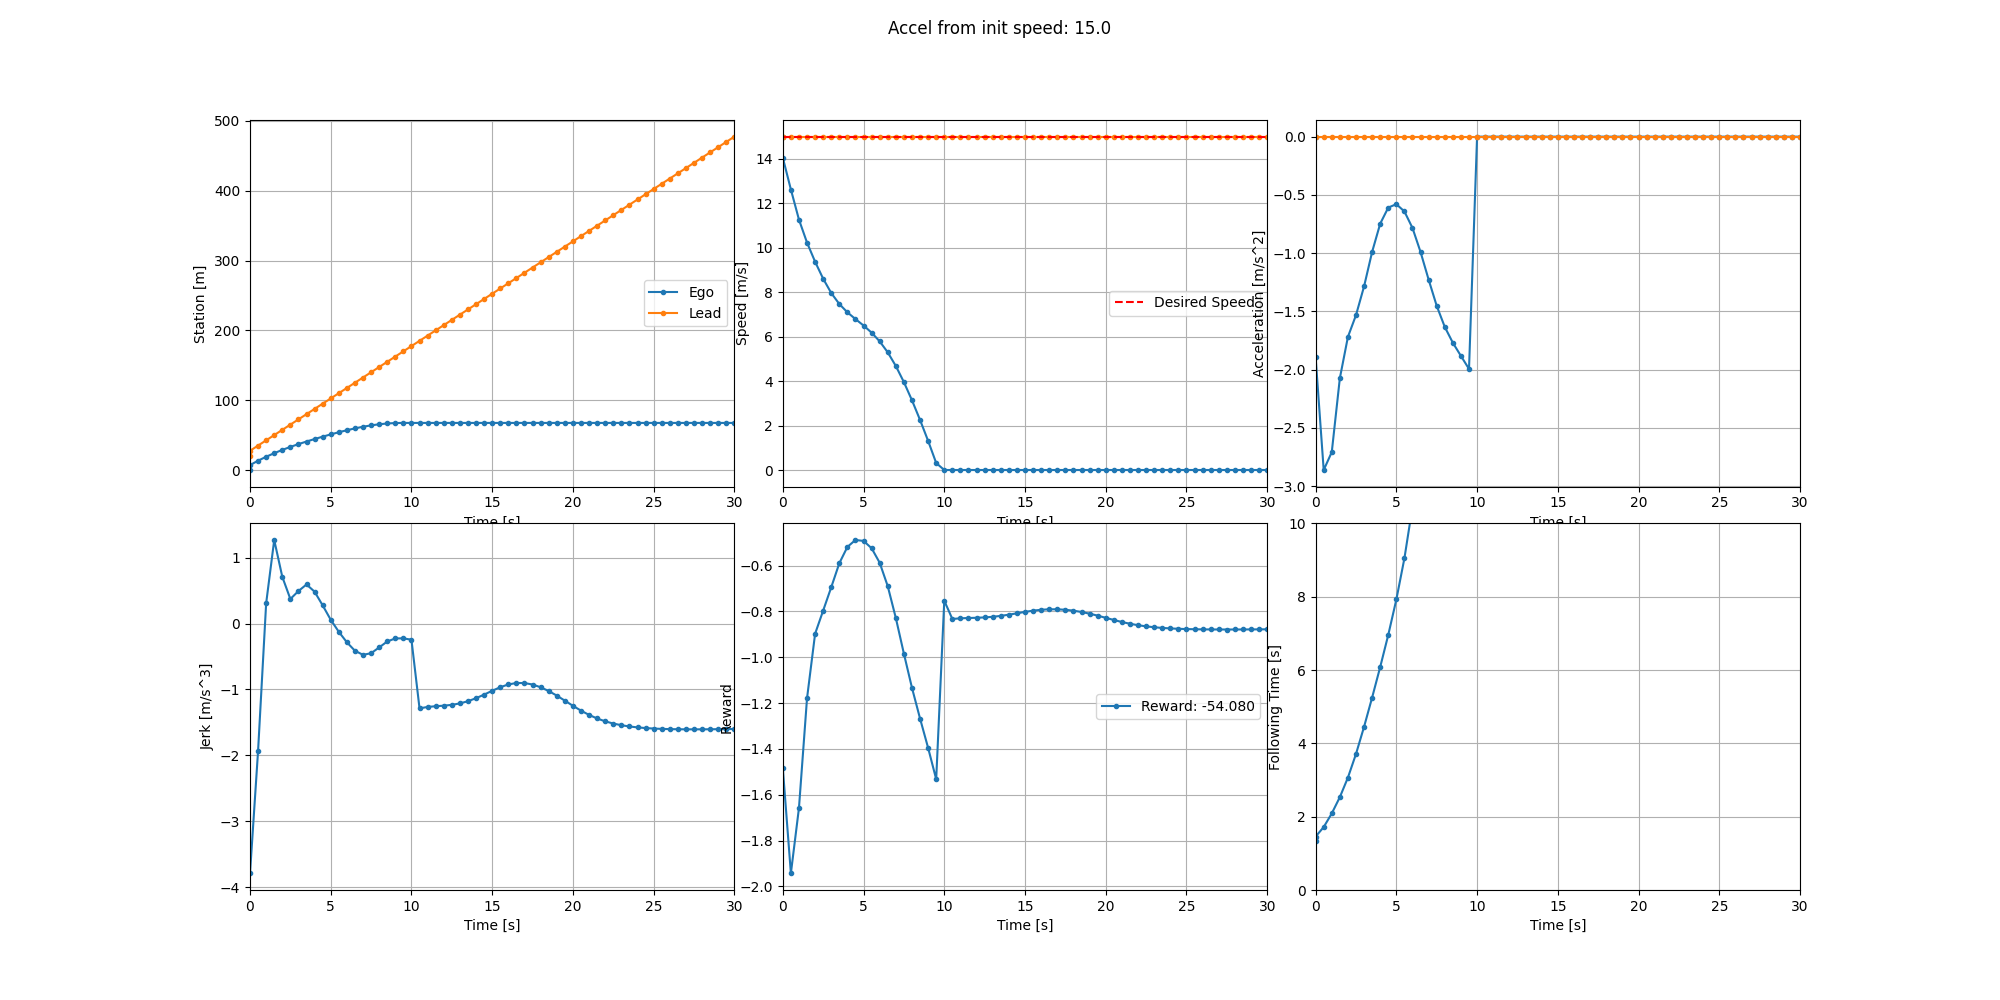 Accel from init speed: 15.0
Station [m]
500
400
300
200
100
0
0 5 10 15 20 25 30
Time [s]
Ego
Lead
Speed [m/s]
14
12
10
8
6
4
2
0
0 5 10 15 20 25 30
Time [s]
Desired Speed
Acceleration [m/s^2]
0.0
−0.5
−1.0
−1.5
−2.0
−2.5
−3.0
0 5 10 15 20 25 30
Time [s]
Jerk [m/s^3]
1
0
−1
−2
−3
−4
0 5 10 15 20 25 30
Time [s]
Reward
−0.6
−0.8
−1.0
−1.2
−1.4
−1.6
−1.8
−2.0
0 5 10 15 20 25 30
Time [s]
Reward: -54.080
Following Time [s]
10
8
6
4
2
0
0 5 10 15 20 25 30
Time [s]